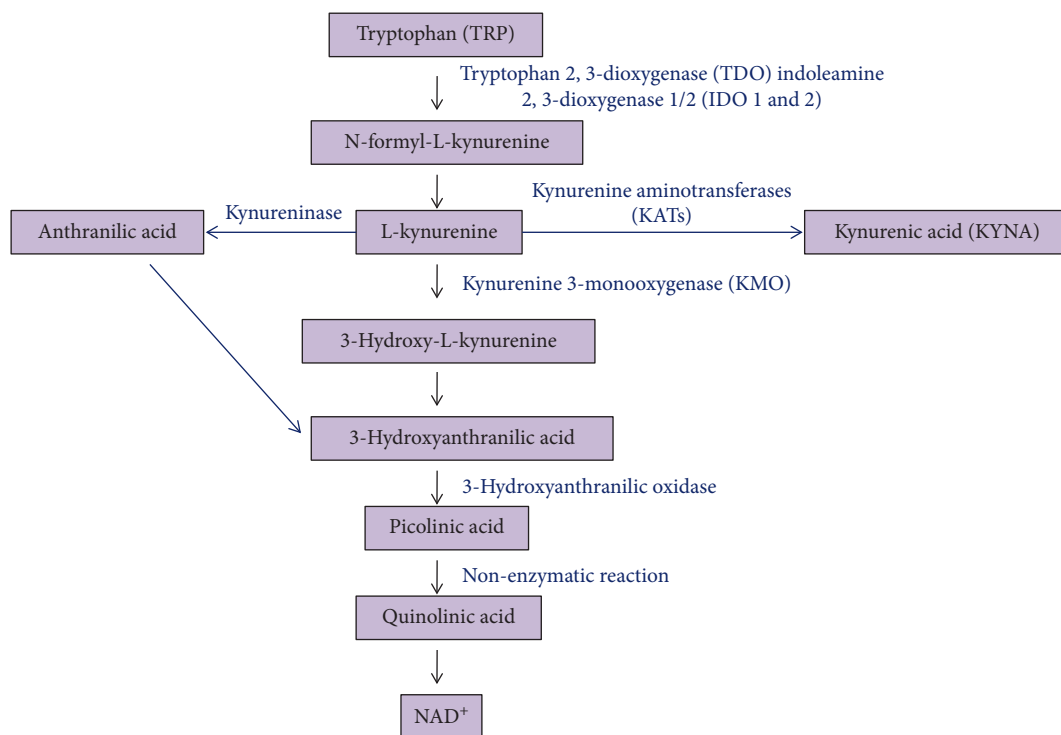 Tryptophan (TRP)
Tryptophan 2, 3-dioxygenase (TDO) indoleamine
2, 3-dioxygenase 1/2 (IDO 1 and 2)
N-formyl-L-kynurenine
Kynurenine aminotransferases
(KATs)
Kynureninase
Anthranilic acid
L-kynurenine
Kynurenic acid (KYNA)
Kynurenine 3-monooxygenase (KMO)
3-Hydroxy-L-kynurenine
3-Hydroxyanthranilic acid
3-Hydroxyanthranilic oxidase
Picolinic acid
Non-enzymatic reaction
Quinolinic acid
NAD⁺